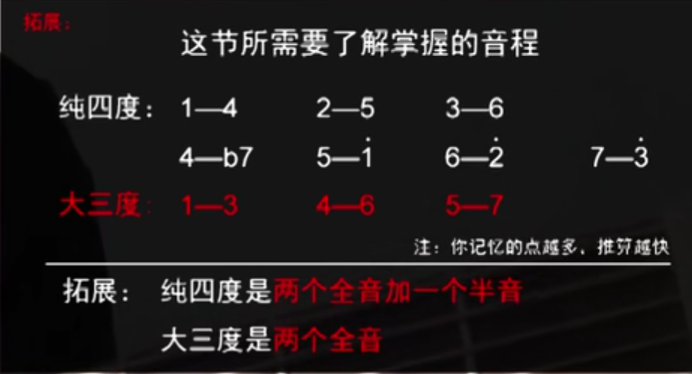 拓展：
这节所需要了解掌握的音程
纯四度： 1—4 2—5 3—6
4—b7 5—1̇ 6—2̇ 7—3̇
大三度： 1—3 4—6 5—7
注：你记忆的点越多，推算越快
拓展： 纯四度是两个全音加一个半音
大三度是两个全音